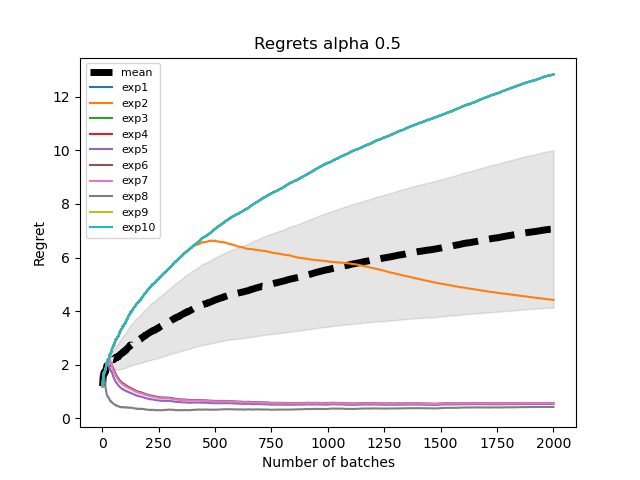 Regrets alpha 0.5
Regret
12
10
8
6
4
2
0
mean
exp1
exp2
exp3
exp4
exp5
exp6
exp7
exp8
exp9
exp10
0 250 500 750 1000 1250 1500 1750 2000
Number of batches